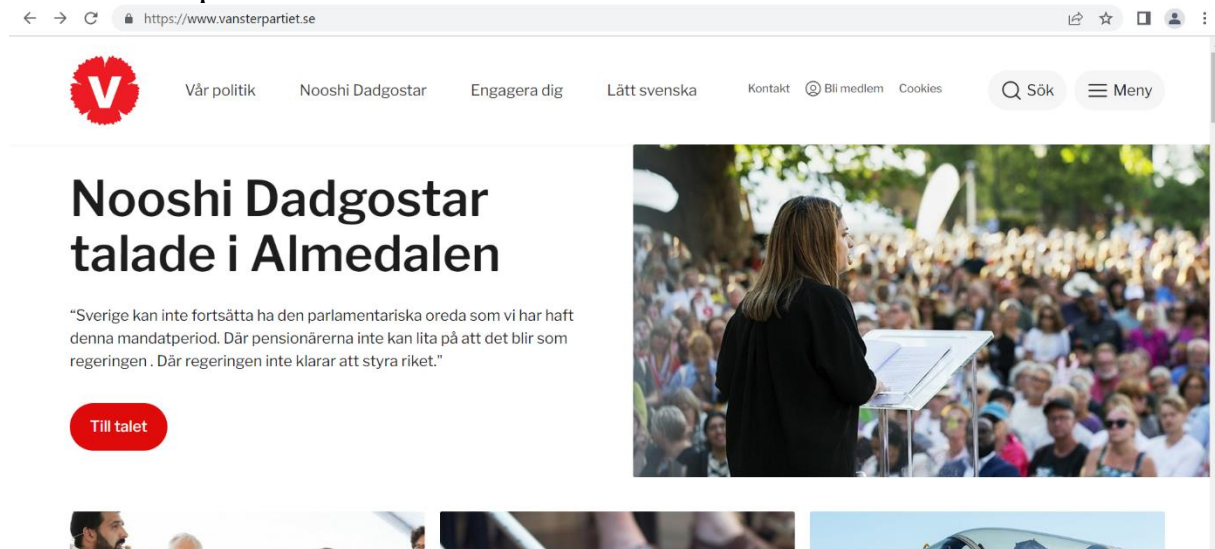 https://www.vansterpartiet.se
V
Vår politik Nooshi Dadgostar Engagera dig Lätt svenska Kontakt Bli medlem Cookies Sök Meny
Nooshi Dadgostar
talade i Almedalen
“Sverige kan inte fortsätta ha den parlamentariska oreda som vi har haft
denna mandatperiod. Där pensionärerna inte kan lita på att det blir som
regeringen . Där regeringen inte klarar att styra riket."
Till talet